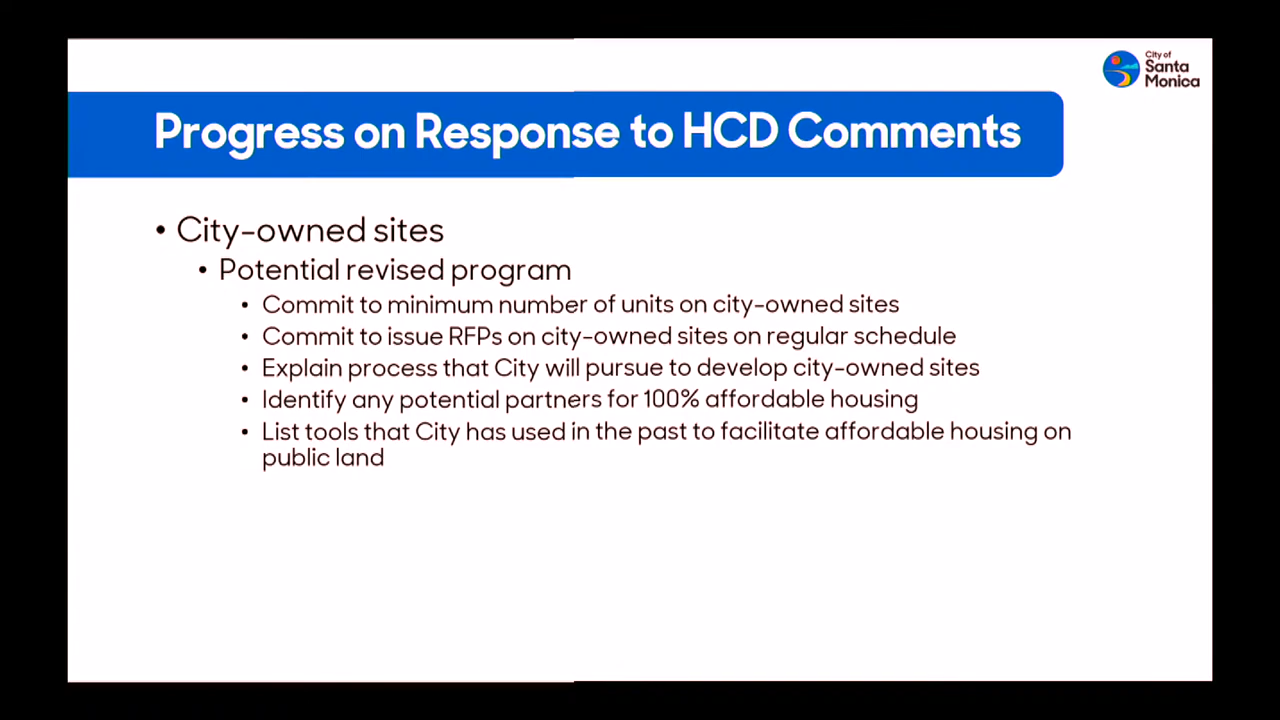 City of
Santa
Monica
Progress on Response to HCD Comments
• City-owned sites
• Potential revised program
• Commit to minimum number of units on city-owned sites
• Commit to issue RFPs on city-owned sites on regular schedule
• Explain process that City will pursue to develop city-owned sites
• Identify any potential partners for 100% affordable housing
• List tools that City has used in the past to facilitate affordable housing on
public land